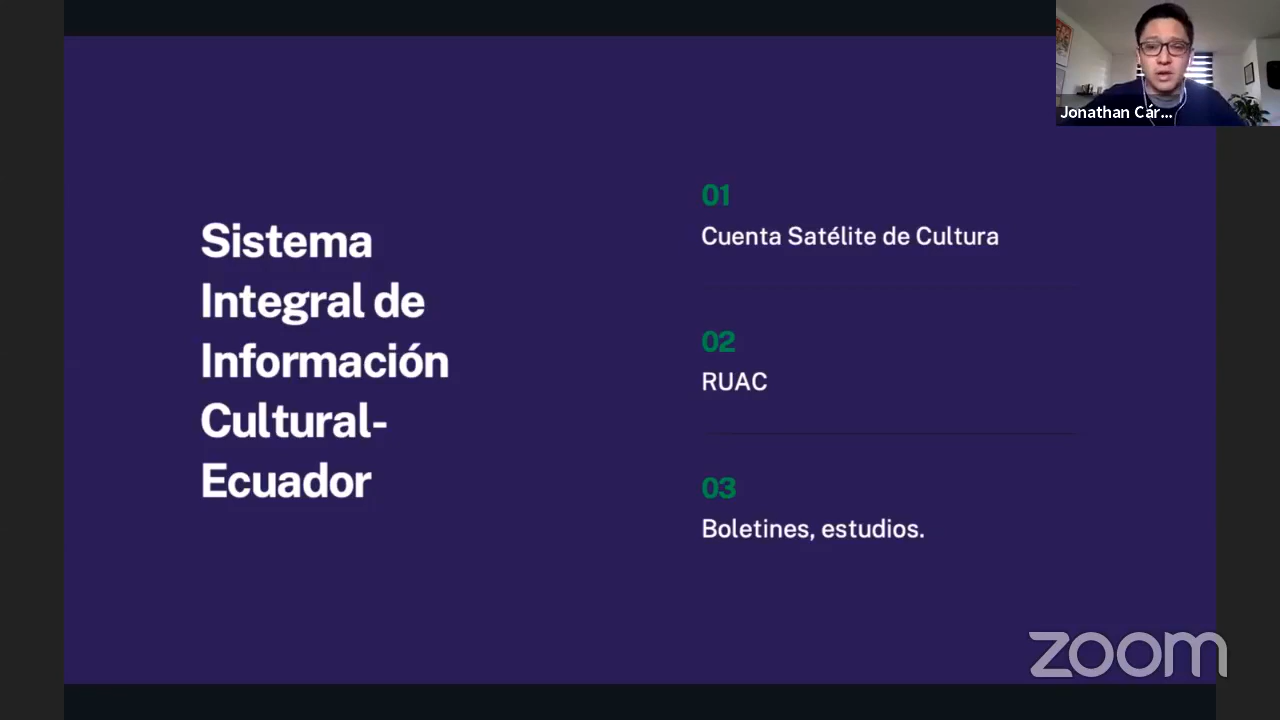 Jonathan Cár...
Sistema
Integral de
Información
Cultural-
Ecuador
01
Cuenta Satélite de Cultura
02
RUAC
03
Boletines, estudios.
zoom